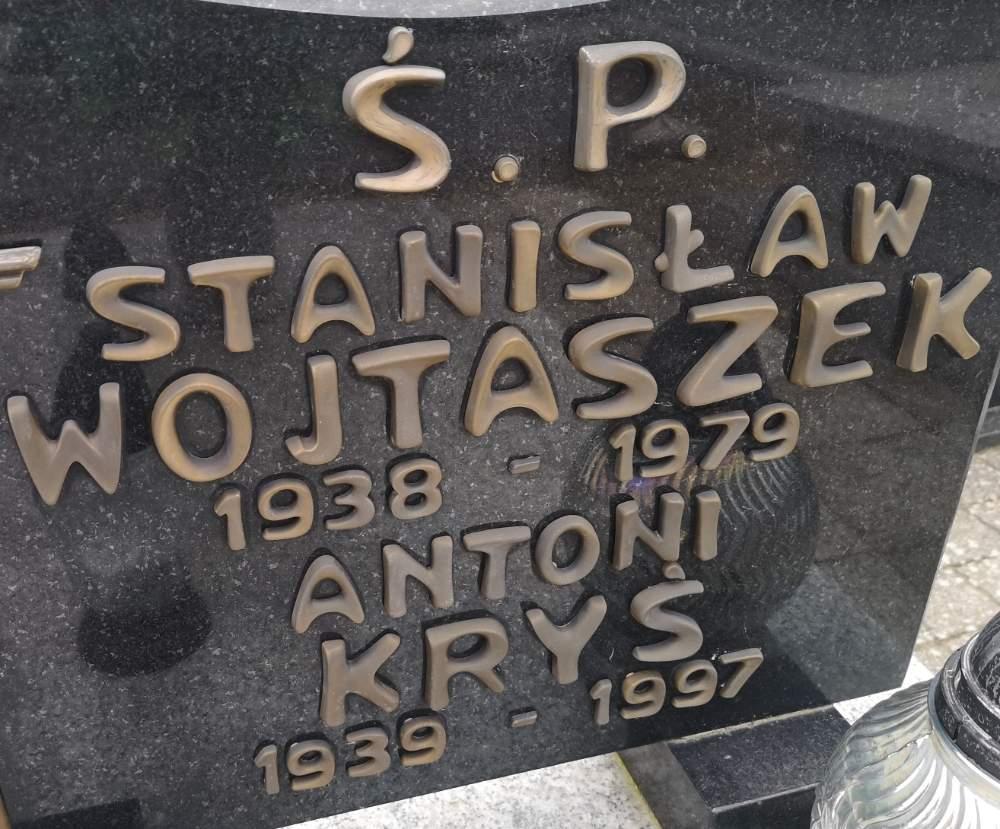 Ś.P.
STANISŁAW
WOJTASZEK
1938 - 1979
ANTONI
KRYŚ
1939 - 1997